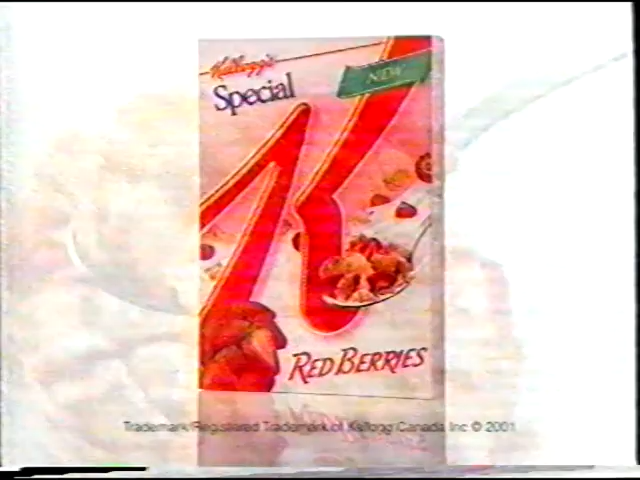 Kellogg's
Special
K
NEW
RED BERRIES
Trademark/Registered Trademark of Kellogg Canada Inc © 2001